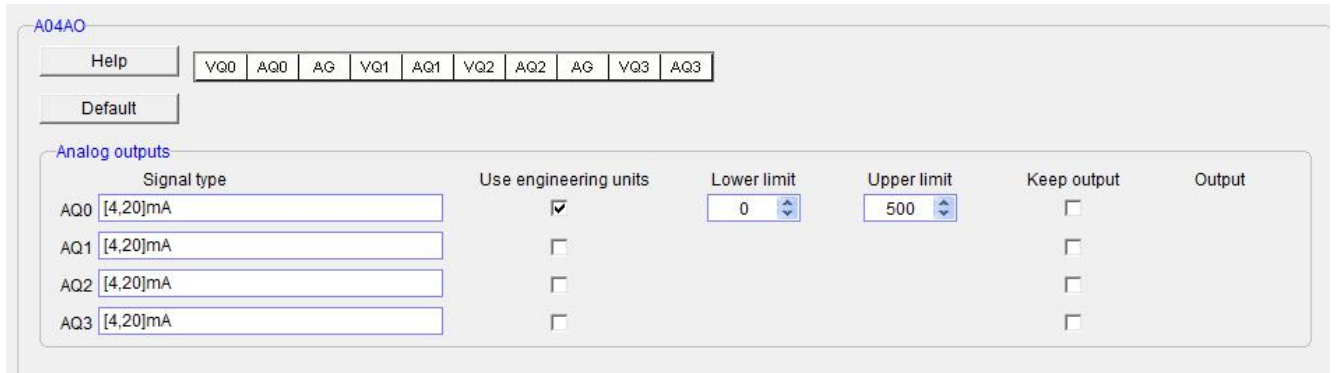 A04AO
Help VQ0 AQ0 AG VQ1 AQ1 VQ2 AQ2 AG VQ3 AQ3
Default
Analog outputs
Signal type Use engineering units Lower limit Upper limit Keep output Output
AQ0 [4,20]mA 0 500
AQ1 [4,20]mA
AQ2 [4,20]mA
AQ3 [4,20]mA